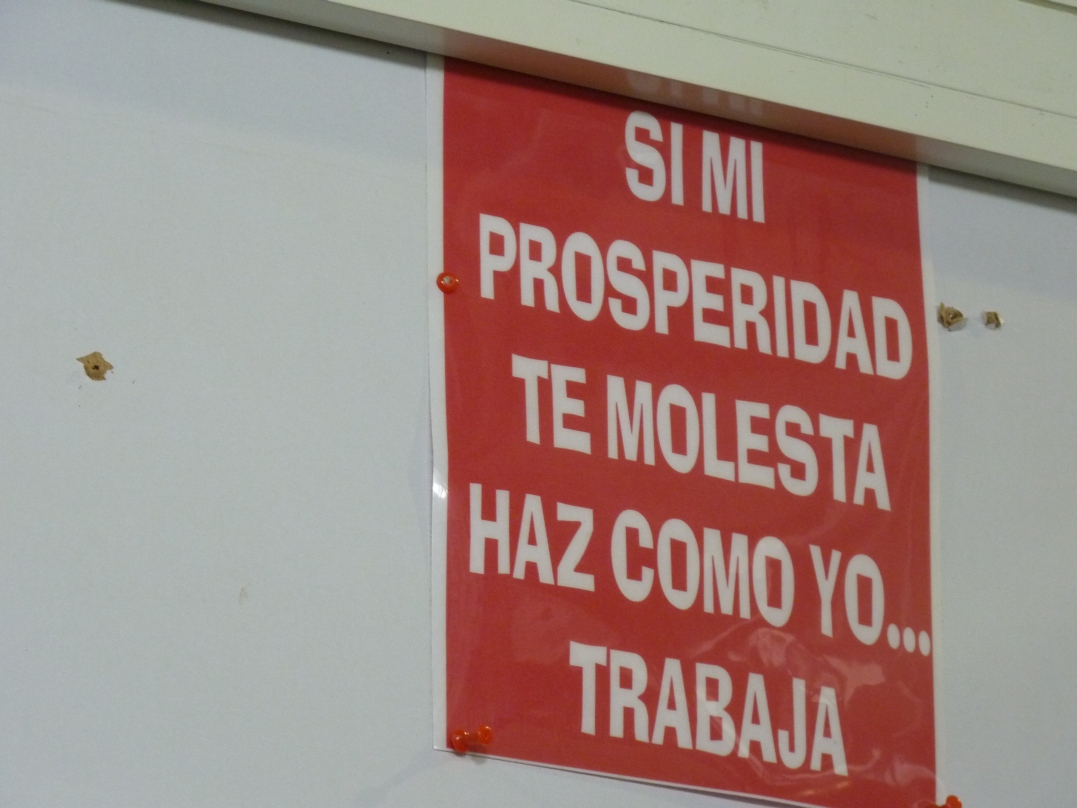 SI MI
PROSPERIDAD
TE MOLESTA
HAZ COMO YO...
TRABAJA